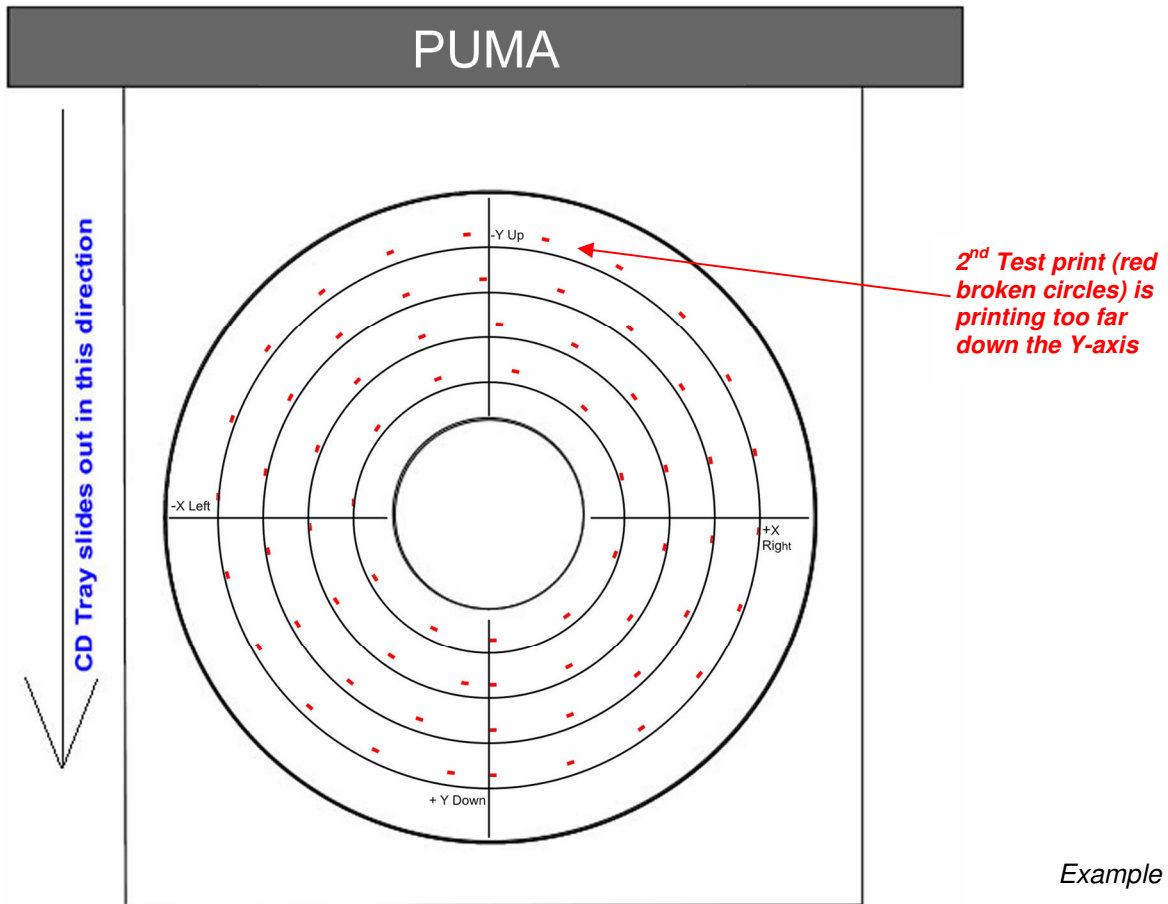 PUMA
CD Tray slides out in this direction
-Y Up
2nd Test print (red
broken circles) is
printing too far
down the Y-axis
-X Left
+X
Right
+ Y Down
Example